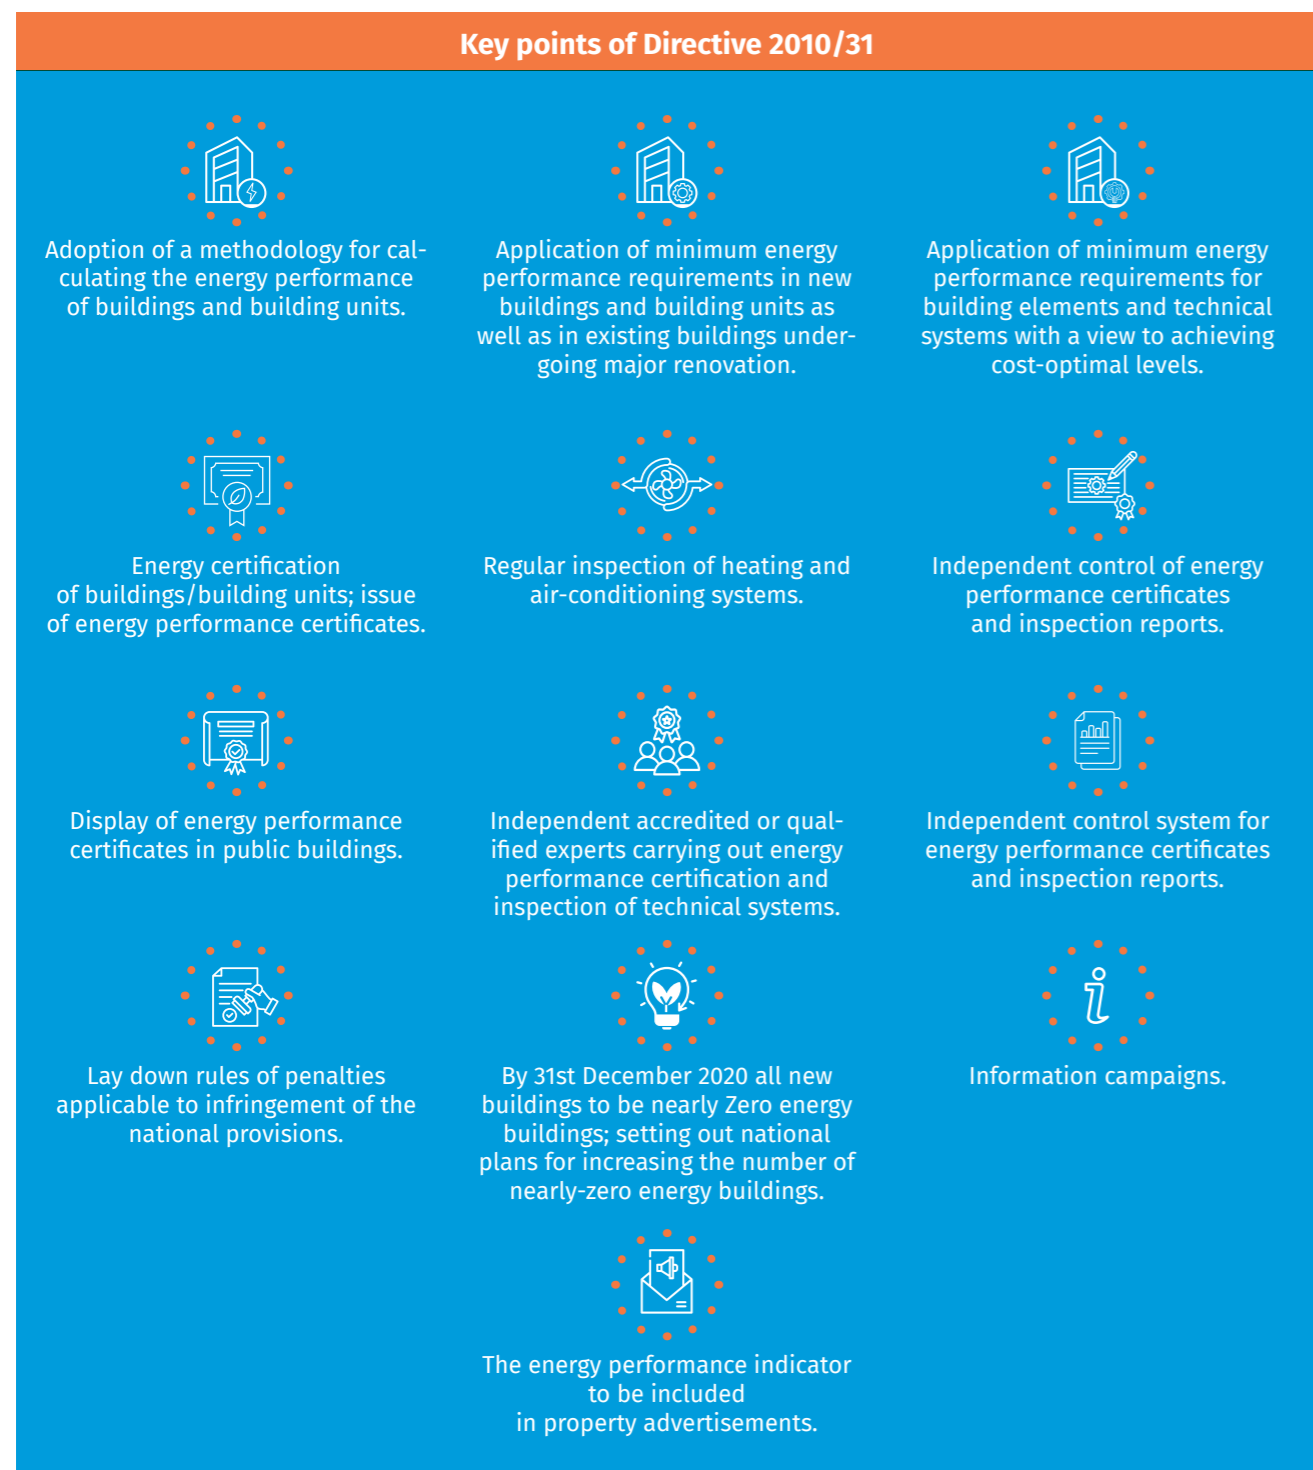 Key points of Directive 2010/31
Adoption of a methodology for cal-
culating the energy performance
of buildings and building units.
Application of minimum energy
performance requirements in new
buildings and building units as
well as in existing buildings under-
going major renovation.
Application of minimum energy
performance requirements for
building elements and technical
systems with a view to achieving
cost-optimal levels.
Energy certification
of buildings/building units; issue
of energy performance certificates.
Regular inspection of heating and
air-conditioning systems.
Independent control of energy
performance certificates
and inspection reports.
Display of energy performance
certificates in public buildings.
Independent accredited or qual-
ified experts carrying out energy
performance certification and
inspection of technical systems.
Independent control system for
energy performance certificates
and inspection reports.
Lay down rules of penalties
applicable to infringement of the
national provisions.
By 31st December 2020 all new
buildings to be nearly Zero energy
buildings; setting out national
plans for increasing the number of
nearly-zero energy buildings.
Information campaigns.
The energy performance indicator
to be included
in property advertisements.